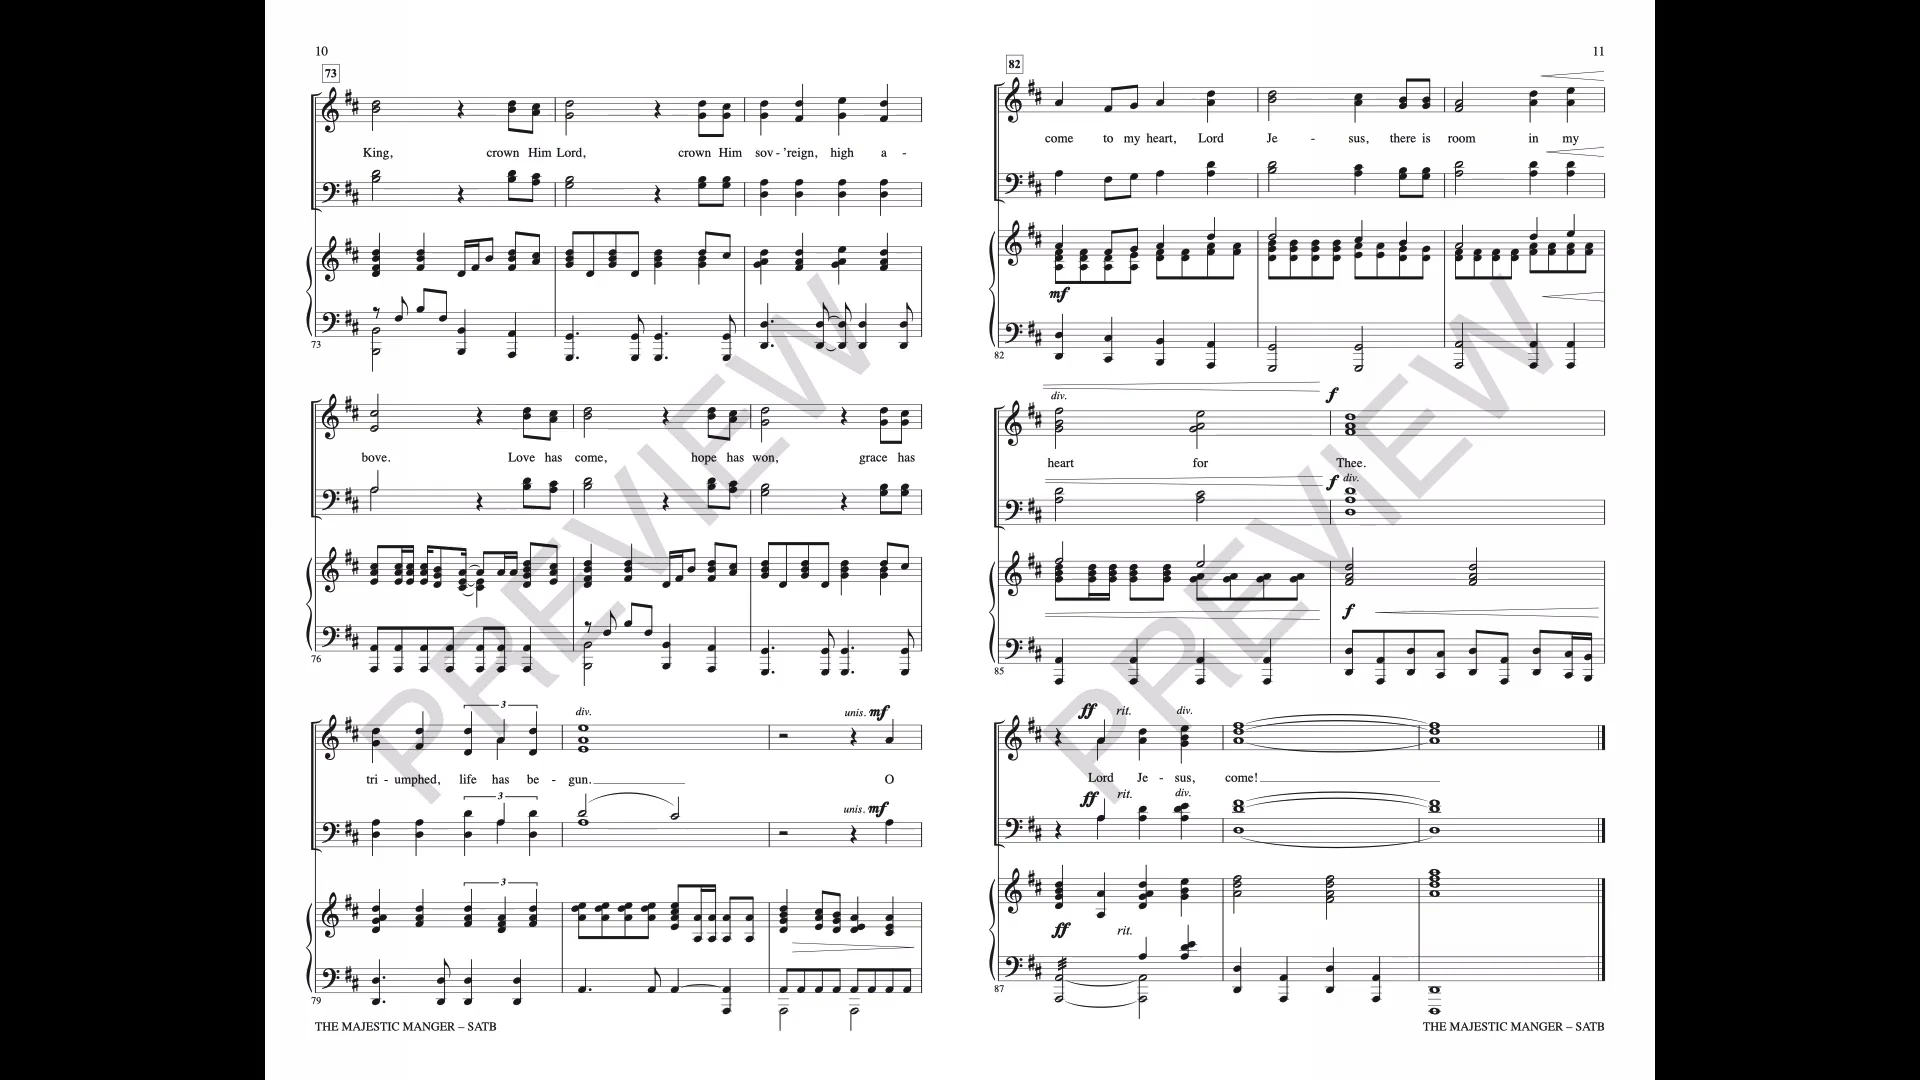 10
73
King, crown Him Lord, crown Him sov - 'reign, high a -
73
bove. Love has come, hope has won, grace has
76
3
div.
unis. mf
tri - umphed, life has be - gun. O
3
unis. mf
3
79
THE MAJESTIC MANGER – SATB
11
82
come to my heart, Lord Je - sus, there is room in my
mf
82
div.
f
heart for Thee.
f div.
f
85
ff rit. div.
Lord Je - sus, come!
ff rit. div.
ff rit.
87
THE MAJESTIC MANGER – SATB
PREVIEW
PREVIEW